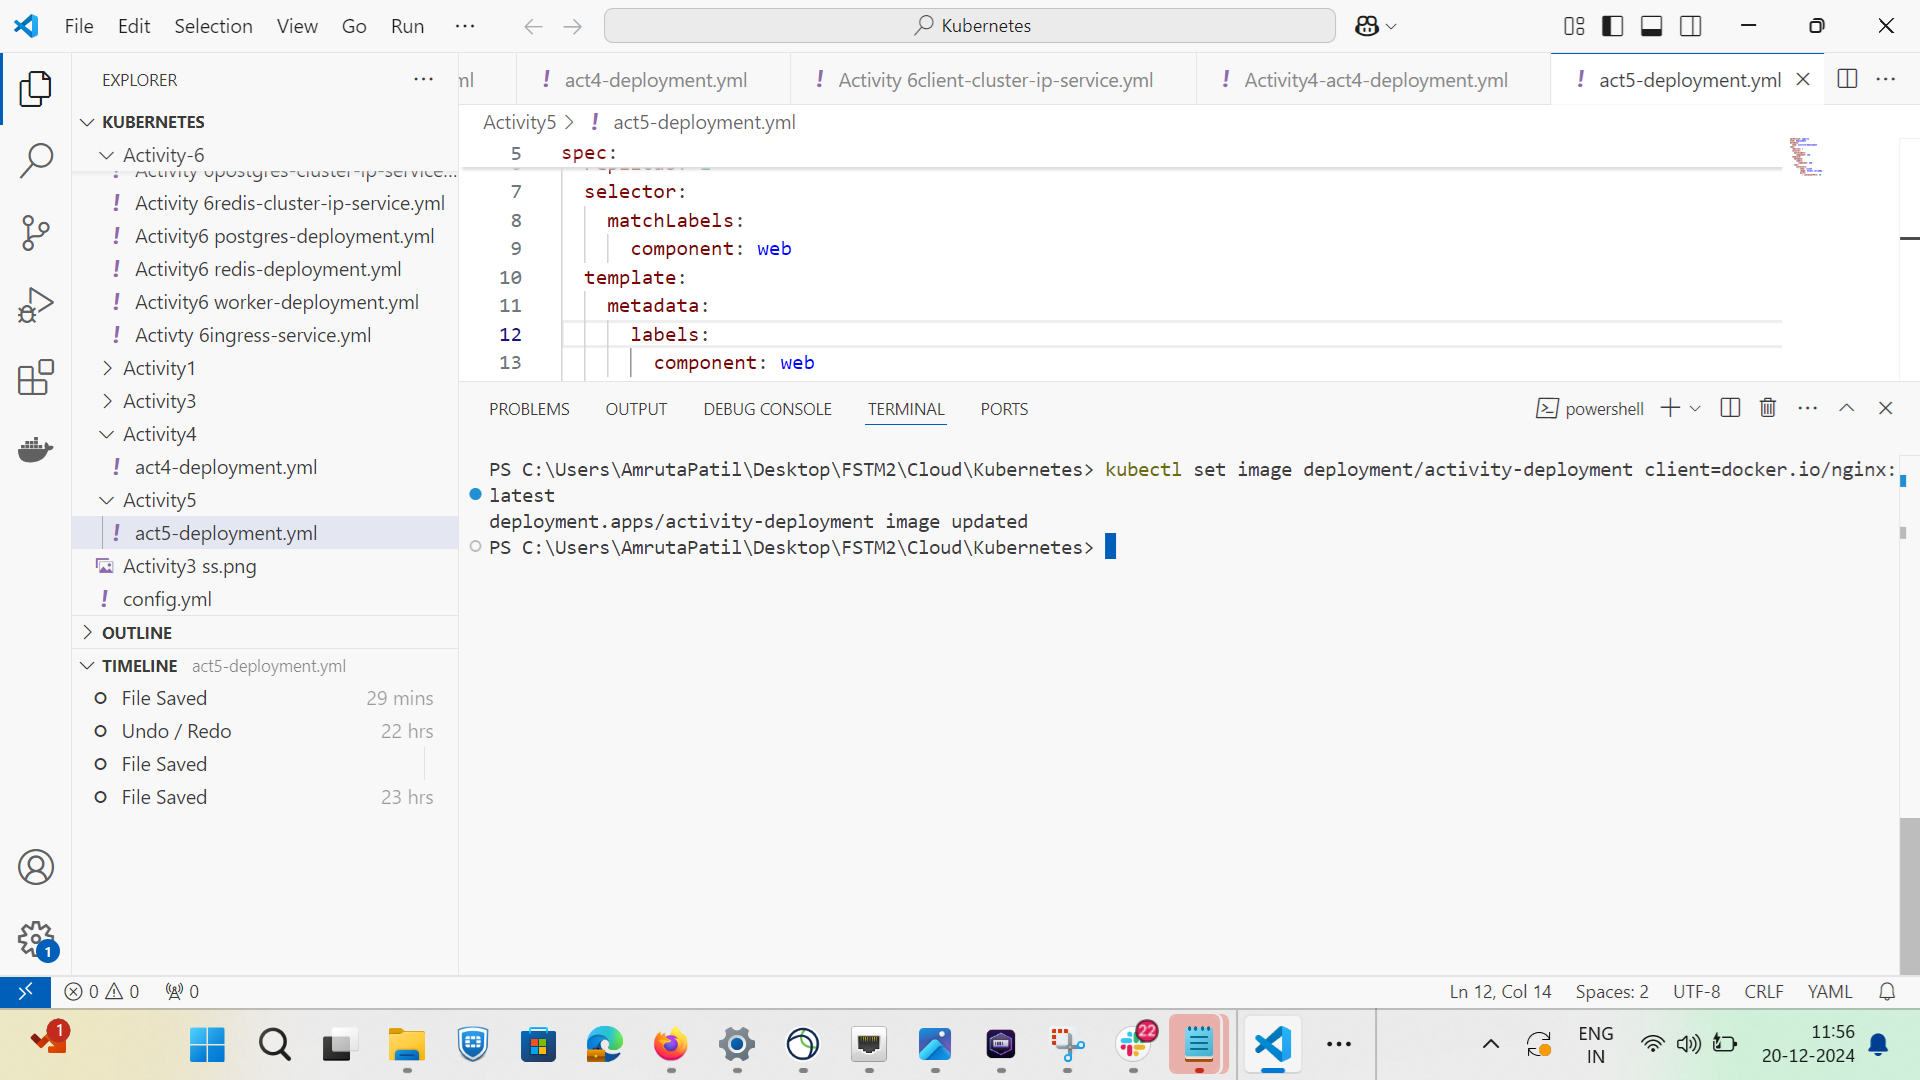 File Edit Selection View Go Run
Kubernetes
EXPLORER
ml
act4-deployment.yml
Activity 6client-cluster-ip-service.yml
Activity4-act4-deployment.yml
act5-deployment.yml
KUBERNETES
Activity-6
Activity 6postgres-cluster-ip-service...
Activity 6redis-cluster-ip-service.yml
Activity6 postgres-deployment.yml
Activity6 redis-deployment.yml
Activity6 worker-deployment.yml
Activty 6ingress-service.yml
Activity1
Activity3
Activity4
act4-deployment.yml
Activity5
act5-deployment.yml
Activity3 ss.png
config.yml
OUTLINE
TIMELINE act5-deployment.yml
File Saved 29 mins
Undo / Redo 22 hrs
File Saved
File Saved 23 hrs
1
Activity5 > act5-deployment.yml
5 spec:
7 selector:
8 matchLabels:
9 component: web
10 template:
11 metadata:
12 labels:
13 component: web
PROBLEMS OUTPUT DEBUG CONSOLE TERMINAL PORTS
powershell
PS C:\Users\AmrutaPatil\Desktop\FSTM2\Cloud\Kubernetes> kubectl set image deployment/activity-deployment client=docker.io/nginx:
latest
deployment.apps/activity-deployment image updated
PS C:\Users\AmrutaPatil\Desktop\FSTM2\Cloud\Kubernetes>
0 0 0
Ln 12, Col 14 Spaces: 2 UTF-8 CRLF YAML
1
22
ENG
IN
11:56
20-12-2024